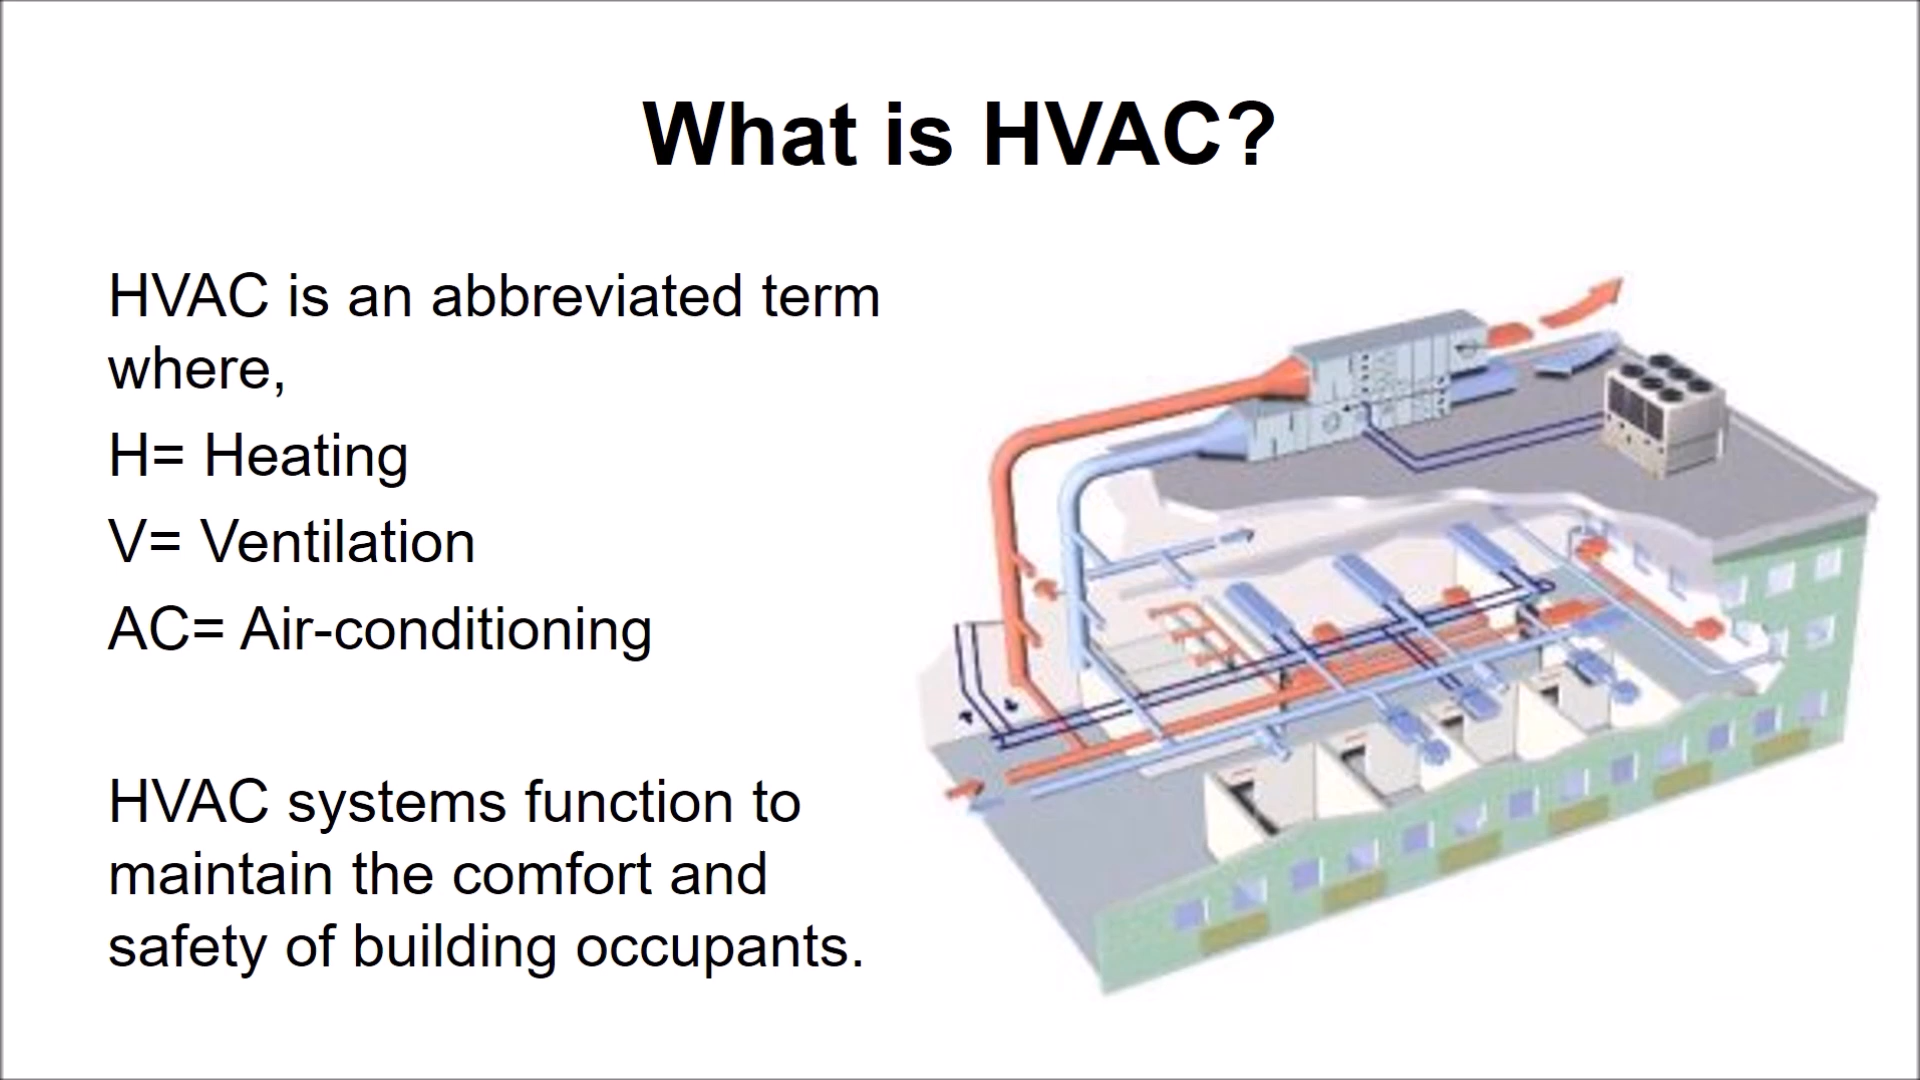 What is HVAC?
HVAC is an abbreviated term
where,
H= Heating
V= Ventilation
AC= Air-conditioning
HVAC systems function to
maintain the comfort and
safety of building occupants.